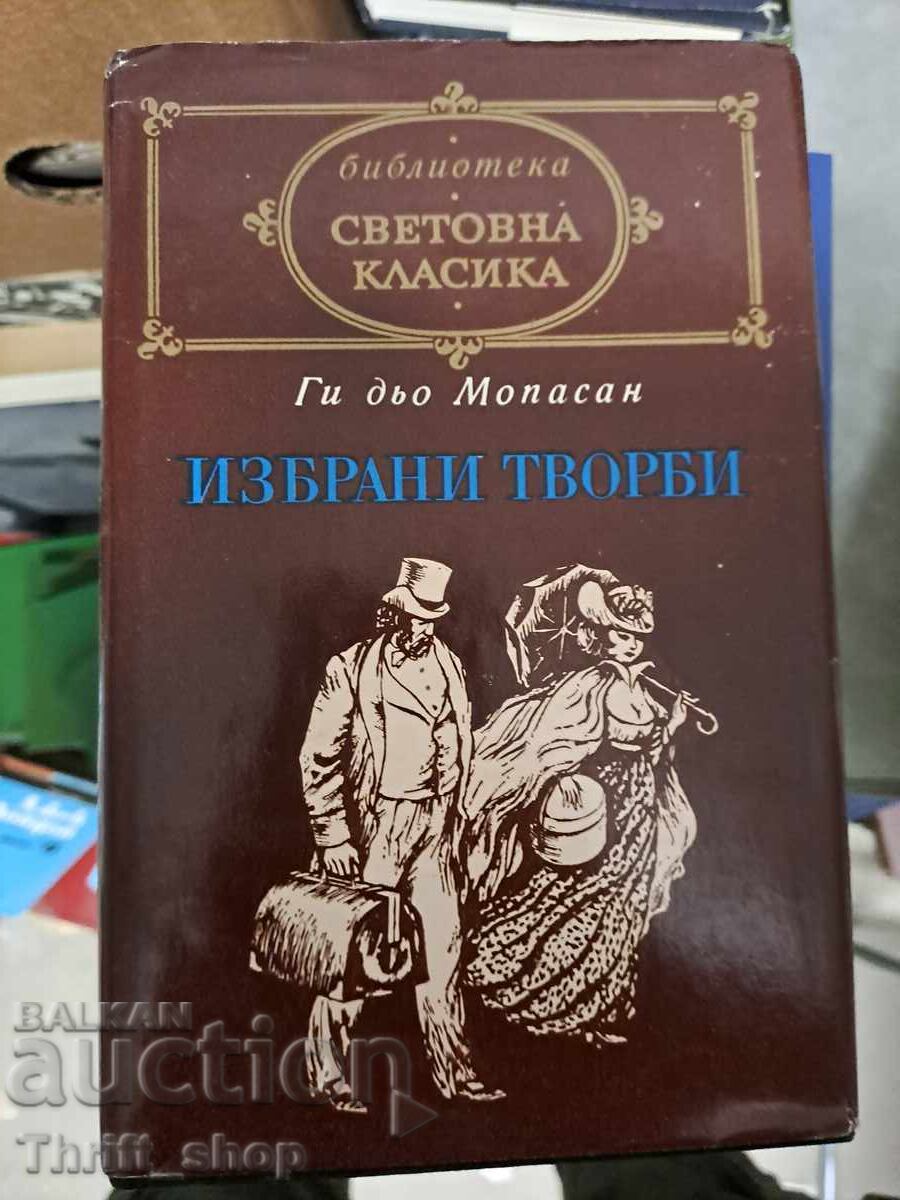 библиотека
СВЕТОВНА
КЛАСИКА
Ги дьо Мопасан
ИЗБРАНИ ТВОРБИ
BALKAN
auction
Thrift_shop